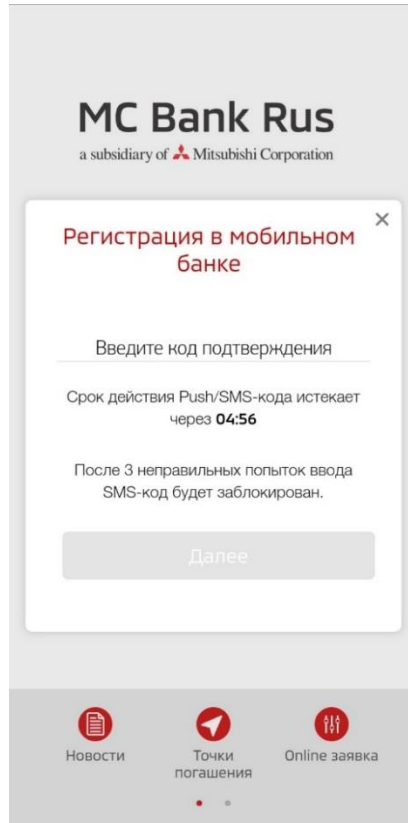 MC Bank Rus
a subsidiary of Mitsubishi Corporation
Регистрация в мобильном
банке
Введите код подтверждения
Срок действия Push/SMS-кода истекает
через 04:56
После 3 неправильных попыток ввода
SMS-код будет заблокирован.
Далее
Новости
Точки
погашения
Online заявка